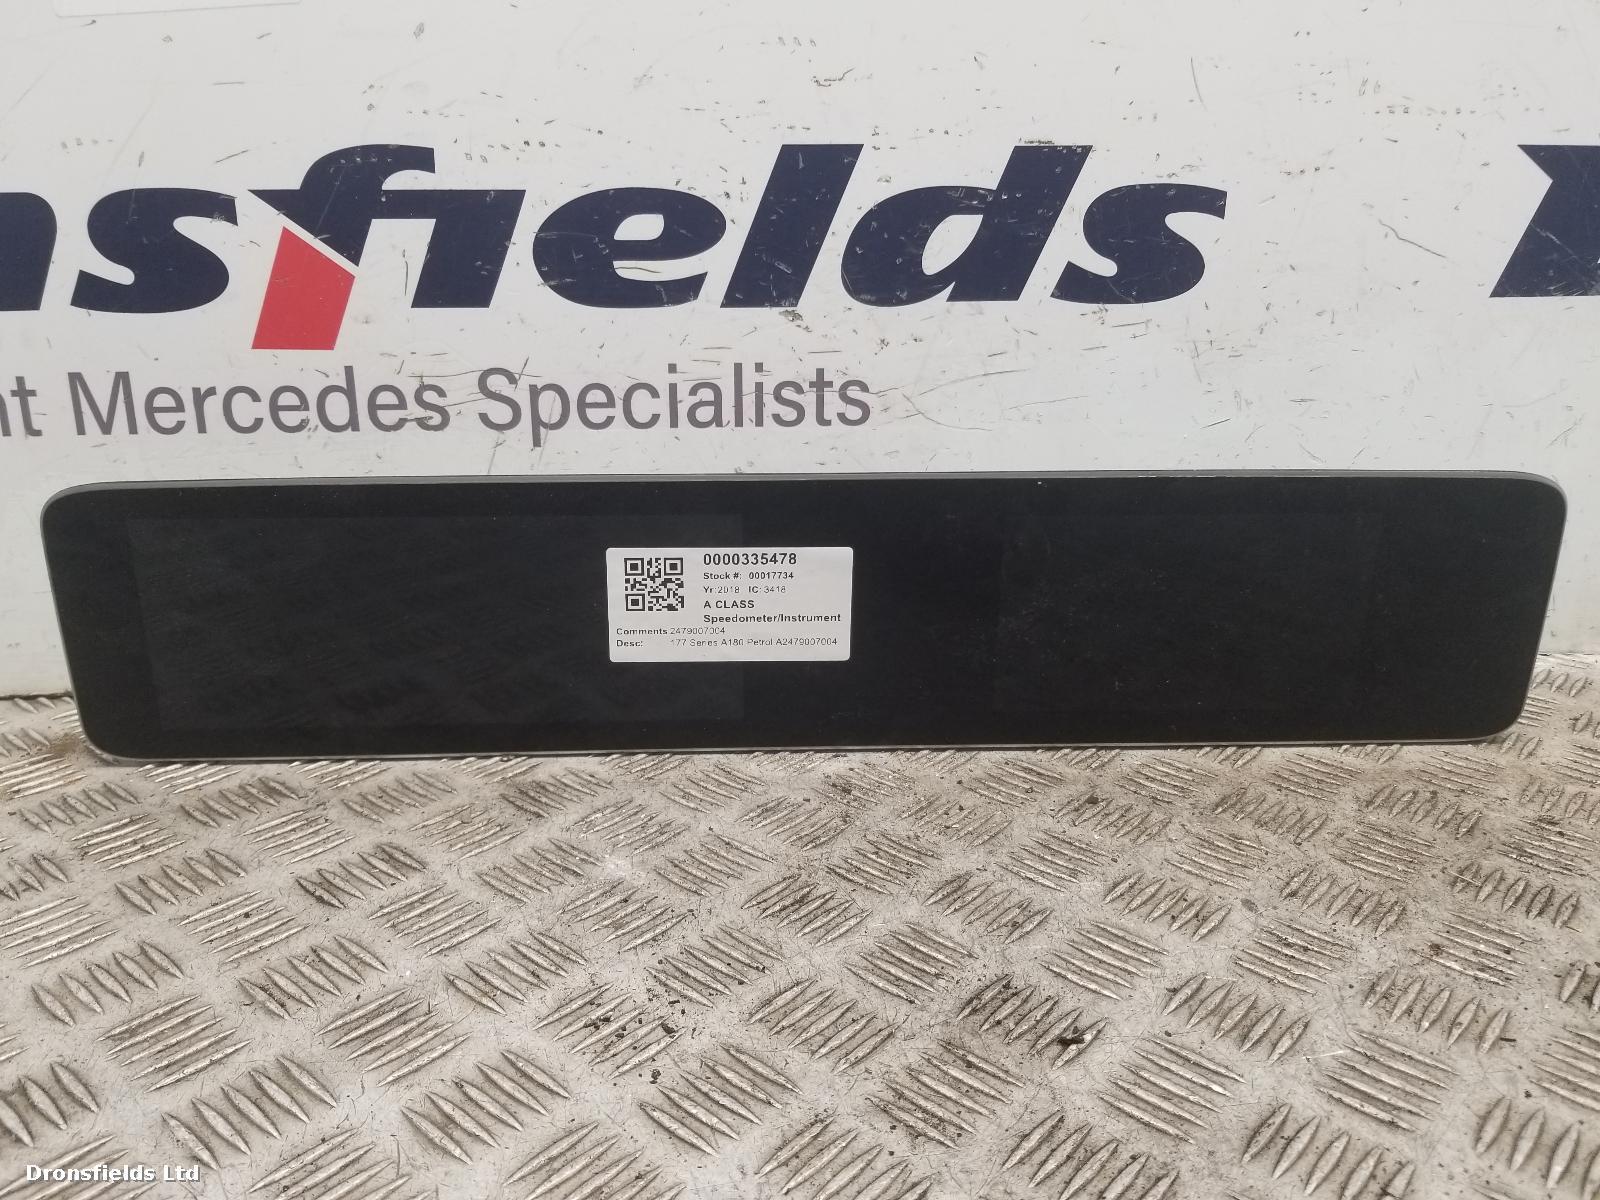 nsfields D
nt Mercedes Specialists
0000335478
Stock #: 00017734
Yr:2018 IC:3418
A CLASS
Speedometer/Instrument
Comments:2479007004
Desc: 177 Series A180 Petrol A2479007004
Dronsfields Ltd